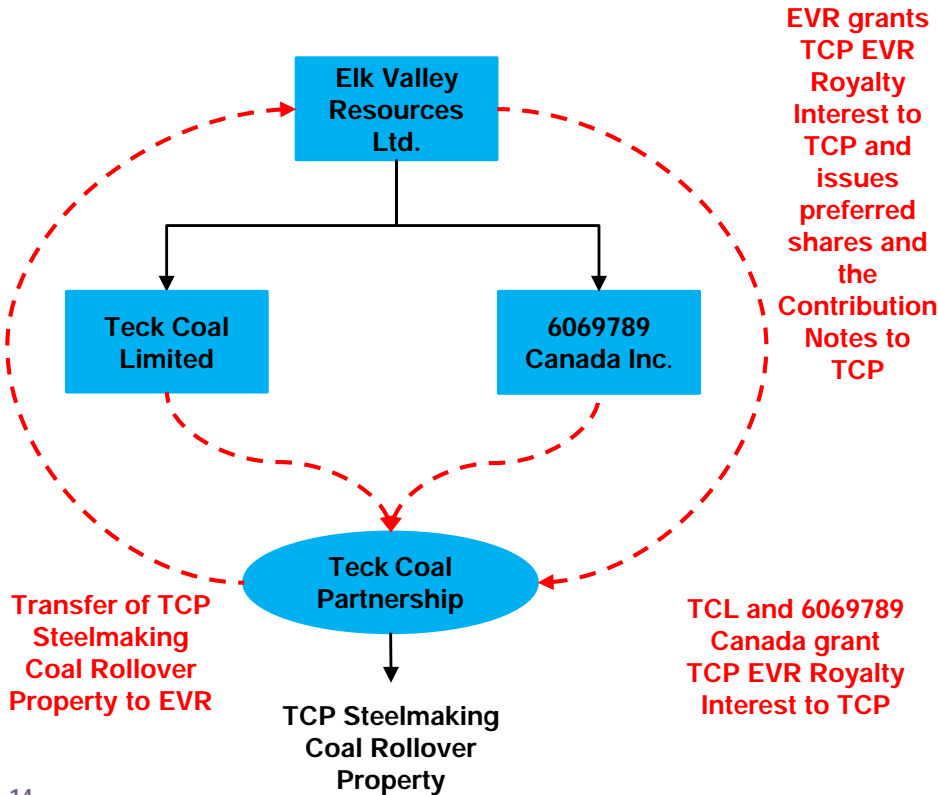 EVR grants
TCP EVR
Royalty
Interest to
TCP and
issues
preferred
shares and
the
Contribution
Notes to
TCP
Elk Valley
Resources
Ltd.
Teck Coal
Limited
6069789
Canada Inc.
Teck Coal
Partnership
Transfer of TCP
Steelmaking
Coal Rollover
Property to EVR
TCL and 6069789
Canada grant
TCP EVR Royalty
Interest to TCP
TCP Steelmaking
Coal Rollover
Property
14